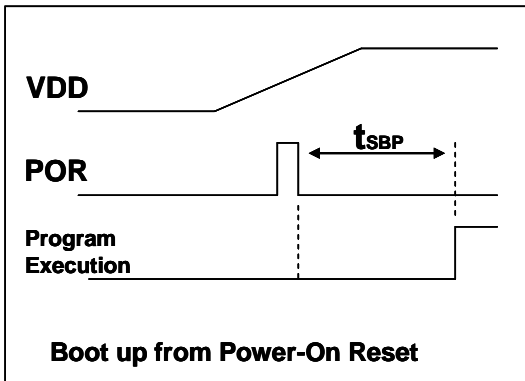 VDD
tSBP
POR
Program
Execution
Boot up from Power-On Reset